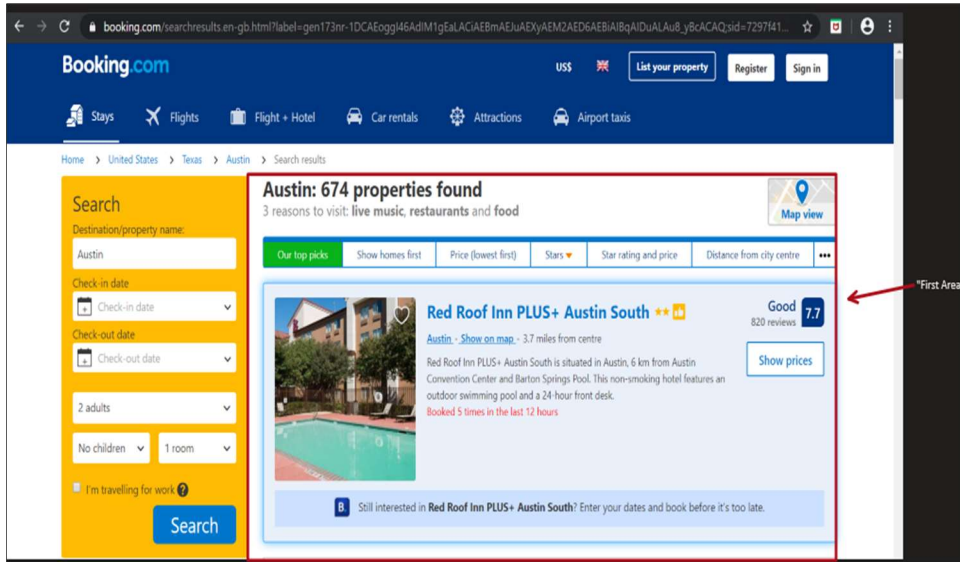 booking.com/searchresults.en-gb.html?label=gen173nr-
Booking.com
US$
List your property
Register
Sign in
Stays
Flights
Flight + Hotel
Car rentals
Attractions
Airport taxis
Home > United States > Texas > Austin > Search results
Search
Destination/property name:
Austin
Check-in date
Check-in date
Check-out date
Check-out date
2 adults
No children
1 room
I'm travelling for work
Search
Austin: 674 properties found
3 reasons to visit: live music, restaurants and food
Map view
Our top picks
Show homes first
Price (lowest first)
Stars
Star rating and price
Distance from city centre
•••
Red Roof Inn PLUS+ Austin South
Good
820 reviews
7.7
Austin - Show on map - 3.7 miles from centre
Show prices
Red Roof Inn PLUS+ Austin South is situated in Austin, 6 km from Austin
Convention Center and Barton Springs Pool. This non-smoking hotel features an
outdoor swimming pool and a 24-hour front desk.
Booked 5 times in the last 12 hours
B. Still interested in Red Roof Inn PLUS+ Austin South? Enter your dates and book before it's too late.
"First Area